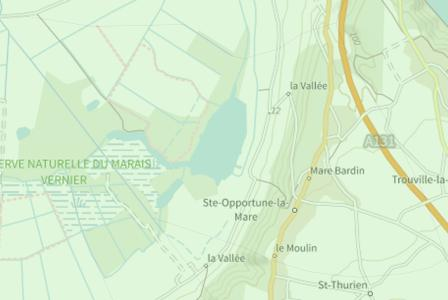 100
la Vallée
22
A131
ERVE NATURELLE DU MARAIS
VERNIER
Mare Bardin
Trouville-la-
Ste-Opportune-la-
Mare
le Moulin
la Vallée
St-Thurien